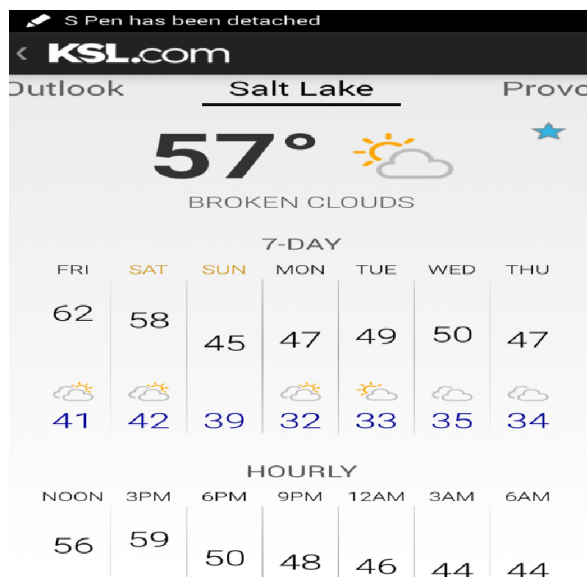 S Pen has been detached
KSL.com
Outlook Salt Lake Provo
57°
BROKEN CLOUDS
7-DAY
FRI SAT SUN MON TUE WED THU
62 58 45 47 49 50 47
41 42 39 32 33 35 34
HOURLY
NOON 3PM 6PM 9PM 12AM 3AM 6AM
56 59 50 48 46 44 44